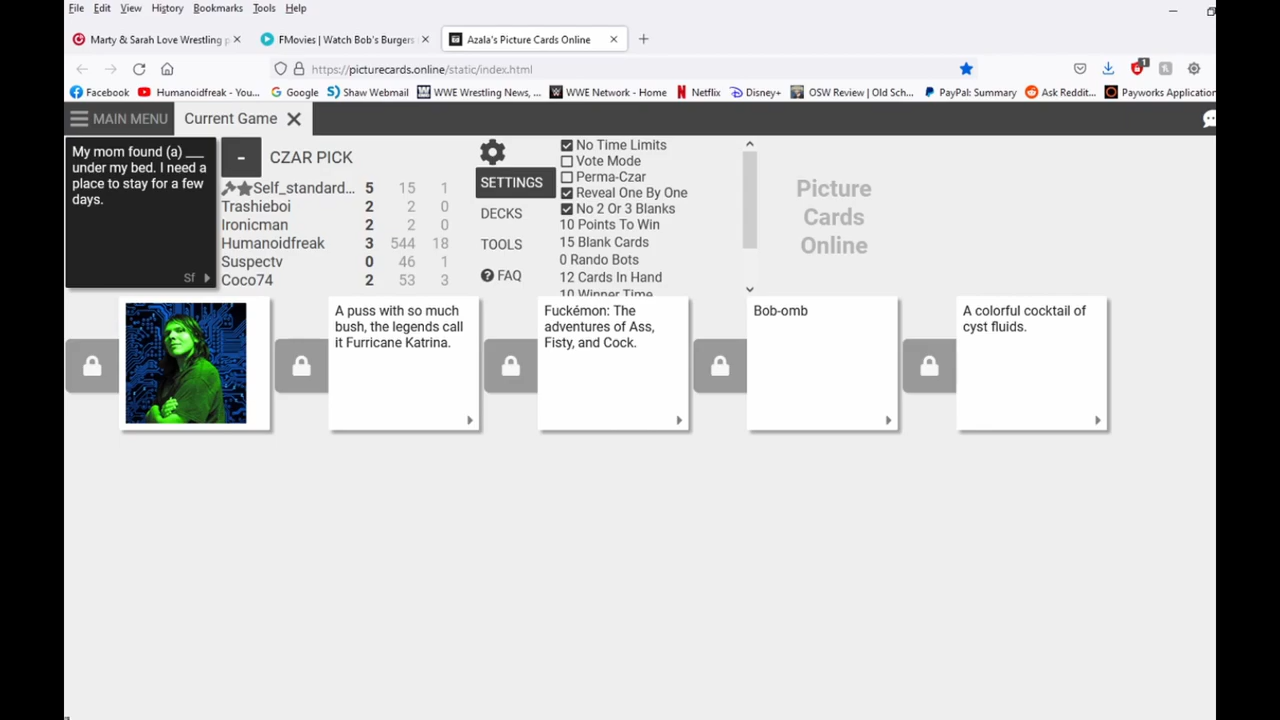 File Edit View History Bookmarks Tools Help
Marty & Sarah Love Wrestling p
FMovies | Watch Bob's Burgers
Azala's Picture Cards Online
https://picturecards.online/static/index.html
1
Facebook Humanoidfreak - You... Google Shaw Webmail WWE Wrestling News, ... WWE Network - Home Netflix Disney+ OSW Review | Old Sch... PayPal: Summary Ask Reddit... Payworks Application
MAIN MENU Current Game
My mom found (a) ___
under my bed. I need a
place to stay for a few
days.
Sf
-
CZAR PICK
Self_standard... 5 15 1
Trashieboi 2 2 0
Ironicman 2 2 0
Humanoidfreak 3 544 18
Suspectv 0 46 1
Coco74 2 53 3
SETTINGS
DECKS
TOOLS
FAQ
No Time Limits
Vote Mode
Perma-Czar
Reveal One By One
No 2 Or 3 Blanks
10 Points To Win
15 Blank Cards
0 Rando Bots
12 Cards In Hand
10 Winner Time
Picture
Cards
Online
A puss with so much
bush, the legends call
it Furricane Katrina.
Fuckémon: The
adventures of Ass,
Fisty, and Cock.
Bob-omb
A colorful cocktail of
cyst fluids.